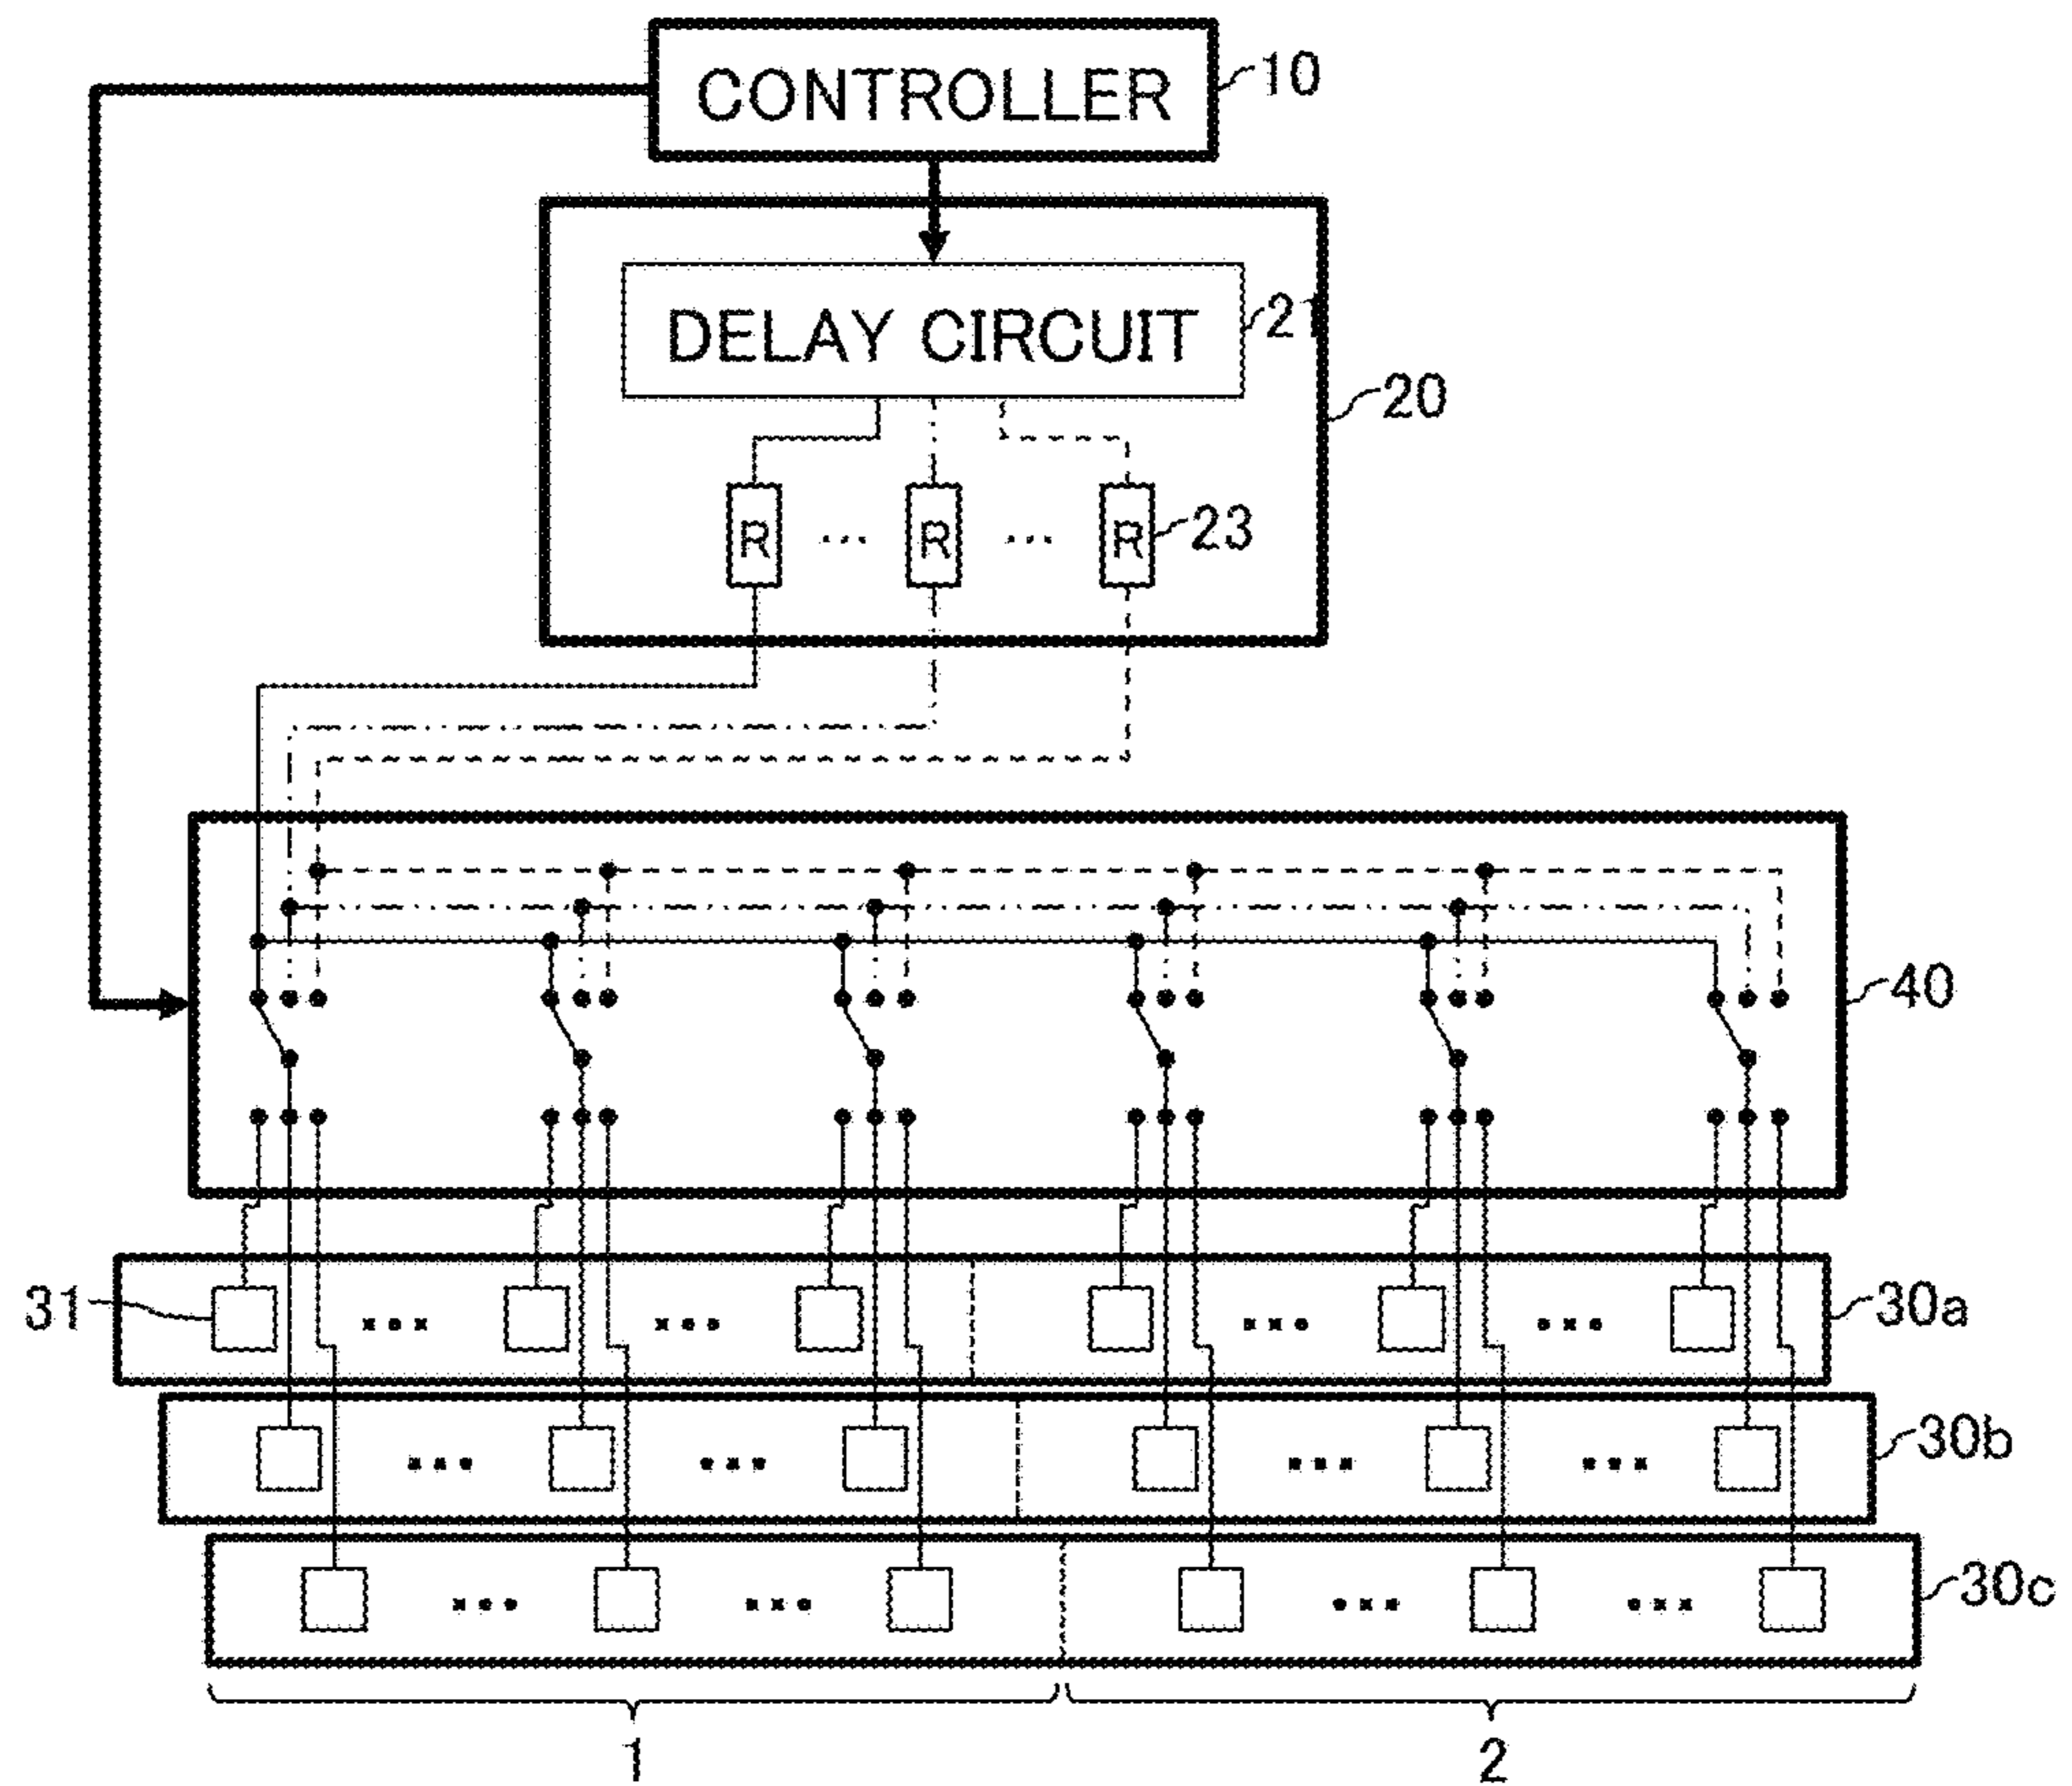 CONTROLLER
10
DELAY CIRCUIT
21
20
R ... R ... R
23
40
31
30a
30b
30c
1
2